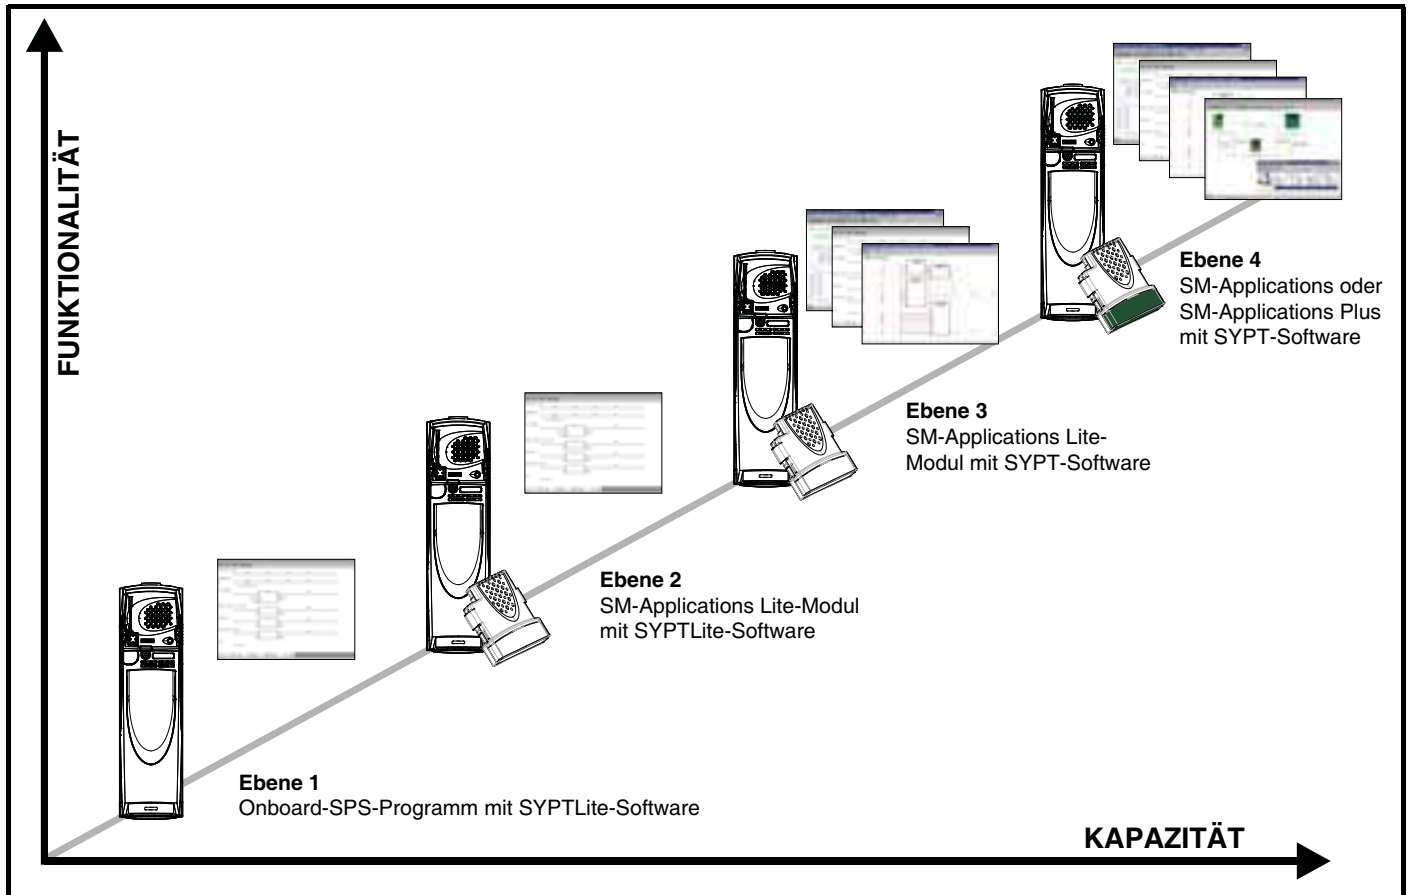 FUNKTIONALITÄT
Ebene 4
SM-Applications oder
SM-Applications Plus
mit SYPT-Software
Ebene 3
SM-Applications Lite-
Modul mit SYPT-Software
Ebene 2
SM-Applications Lite-Modul
mit SYPTLite-Software
Ebene 1
Onboard-SPS-Programm mit SYPTLite-Software
KAPAZITÄT